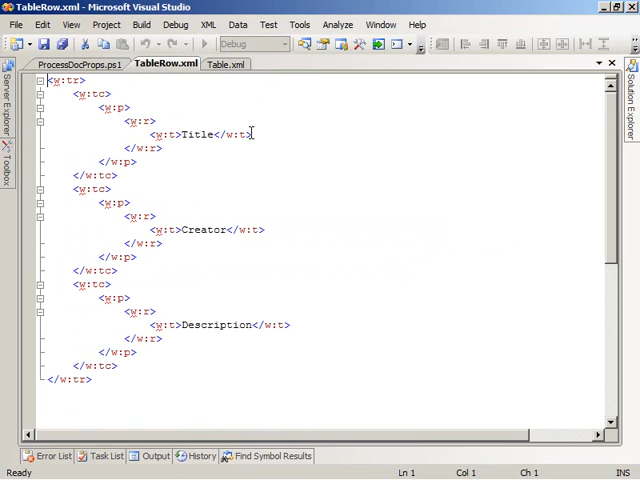 TableRow.xml - Microsoft Visual Studio
File Edit View Project Build Debug XML Data Tools Test Tools Analyze Window Help
Debug
ProcessDocProps.ps1 TableRow.xml Table.xml
Server Explorer
Toolbox
Solution Explorer
<w:tr>
<w:tc>
<w:p>
<w:r>
<w:t>Title</w:t>
</w:r>
</w:p>
</w:tc>
<w:tc>
<w:p>
<w:r>
<w:t>Creator</w:t>
</w:r>
</w:p>
</w:tc>
<w:tc>
<w:p>
<w:r>
<w:t>Description</w:t>
</w:r>
</w:p>
</w:tc>
</w:tr>
Error List Task List Output History Find Symbol Results
Ready Ln 1 Col 1 Ch 1 INS